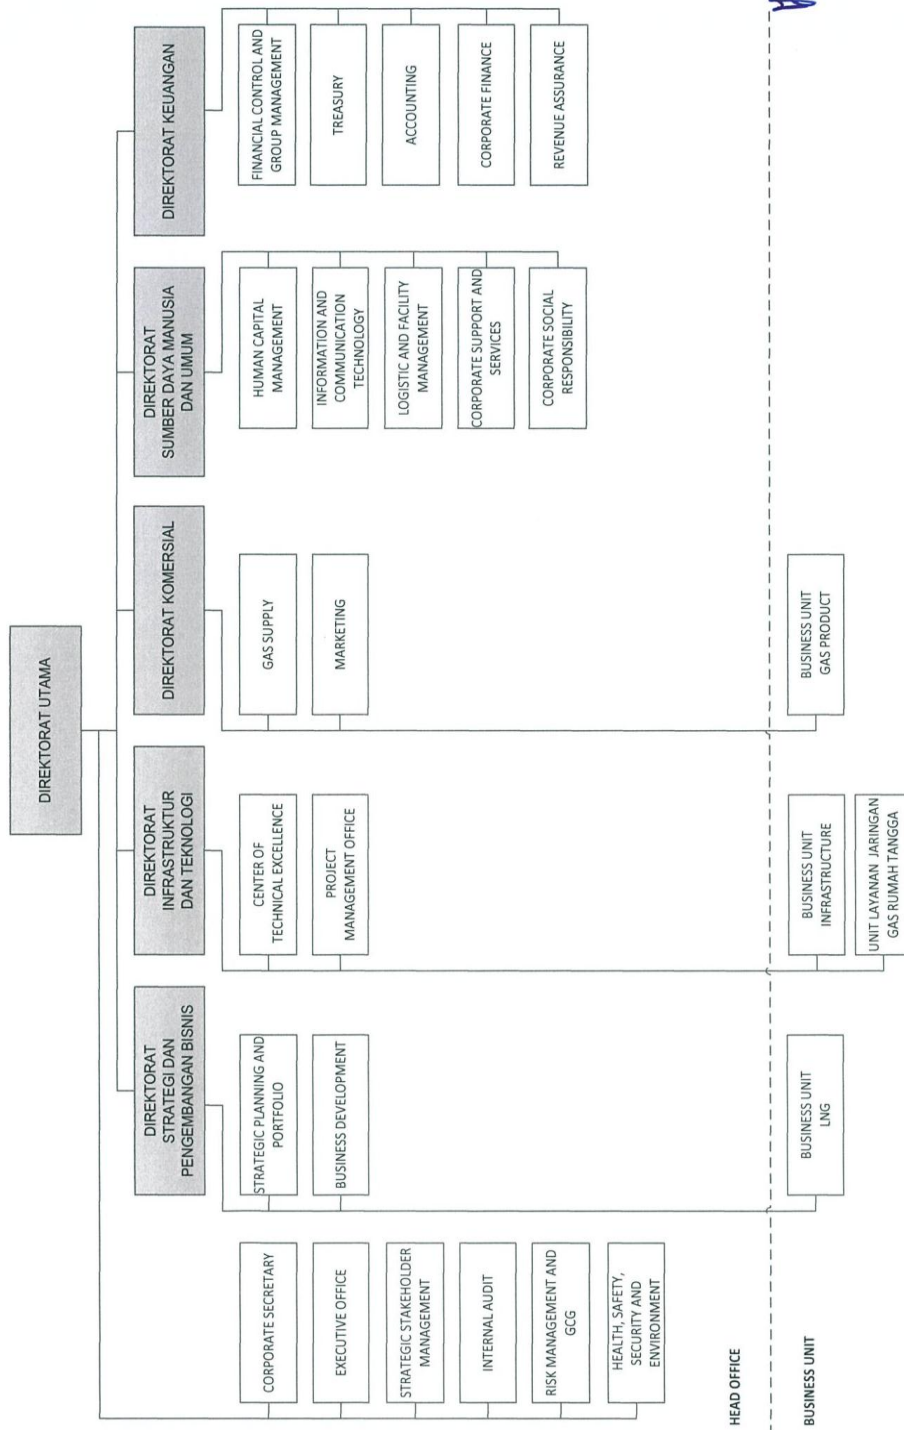 DIREKTORAT UTAMA
DIREKTORAT
STRATEGI DAN
PENGEMBANGAN BISNIS
DIREKTORAT
INFRASTRUKTUR
DAN TEKNOLOGI
DIREKTORAT KOMERSIAL
DIREKTORAT
SUMBER DAYA MANUSIA
DAN UMUM
DIREKTORAT KEUANGAN
CORPORATE SECRETARY
EXECUTIVE OFFICE
STRATEGIC STAKEHOLDER
MANAGEMENT
INTERNAL AUDIT
RISK MANAGEMENT AND
GCG
HEALTH, SAFETY,
SECURITY AND
ENVIRONMENT
STRATEGIC PLANNING AND
PORTFOLIO
BUSINESS DEVELOPMENT
CENTER OF
TECHNICAL EXCELLENCE
PROJECT
MANAGEMENT OFFICE
GAS SUPPLY
MARKETING
HUMAN CAPITAL
MANAGEMENT
INFORMATION AND
COMMUNICATION
TECHNOLOGY
LOGISTIC AND FACILITY
MANAGEMENT
CORPORATE SUPPORT AND
SERVICES
CORPORATE SOCIAL
RESPONSIBILITY
FINANCIAL CONTROL AND
GROUP MANAGEMENT
TREASURY
ACCOUNTING
CORPORATE FINANCE
REVENUE ASSURANCE
HEAD OFFICE
BUSINESS UNIT
BUSINESS UNIT
LNG
BUSINESS UNIT
INFRASTRUCTURE
UNIT LAYANAN JARINGAN
GAS RUMAH TANGGA
BUSINESS UNIT
GAS PRODUCT